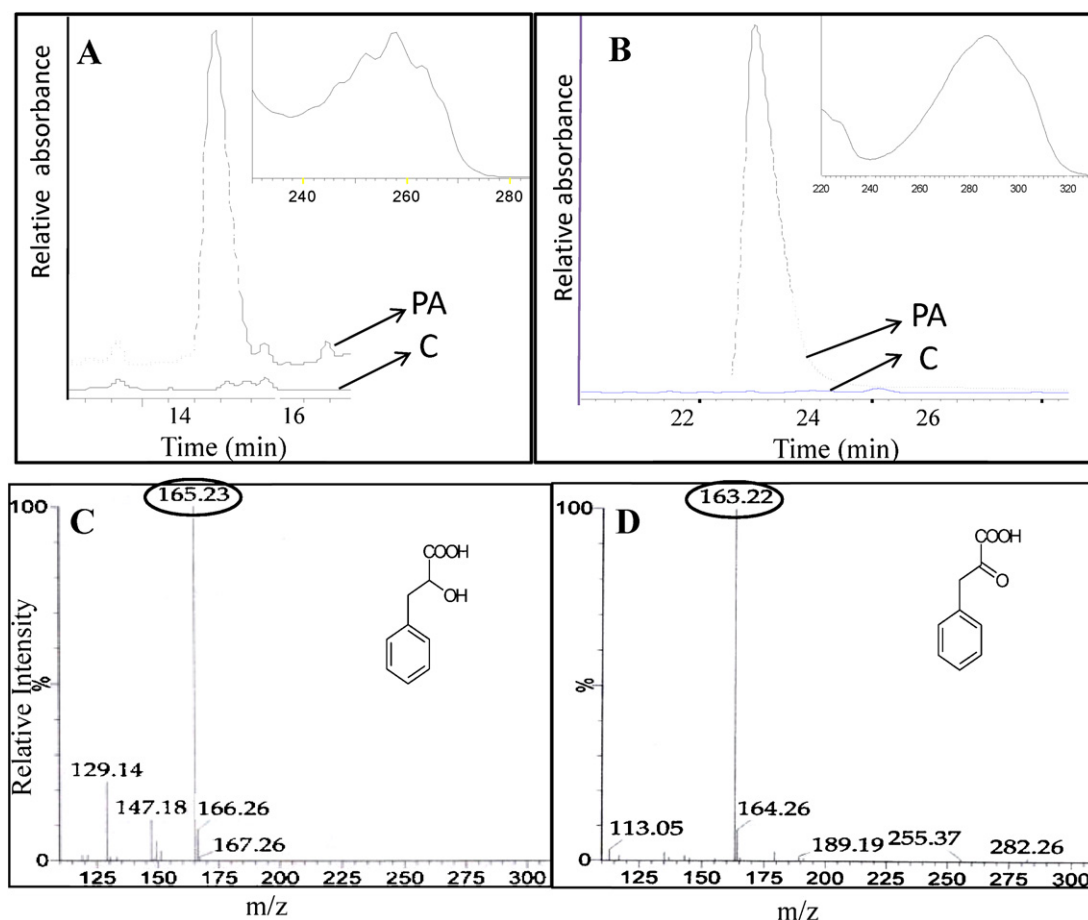 A
Relative absorbance
240
260
280
PA
C
14
16
Time (min)
B
Relative absorbance
220
240
260
280
300
320
PA
C
22
24
26
Time (min)
C
Relative Intensity
100
%
0
165.23
COOH
OH
129.14
147.18
166.26
167.26
125
150
175
200
225
250
275
300
m/z
D
100
%
0
163.22
COOH
O
164.26
113.05
189.19
255.37
282.26
125
150
175
200
225
250
275
300
m/z